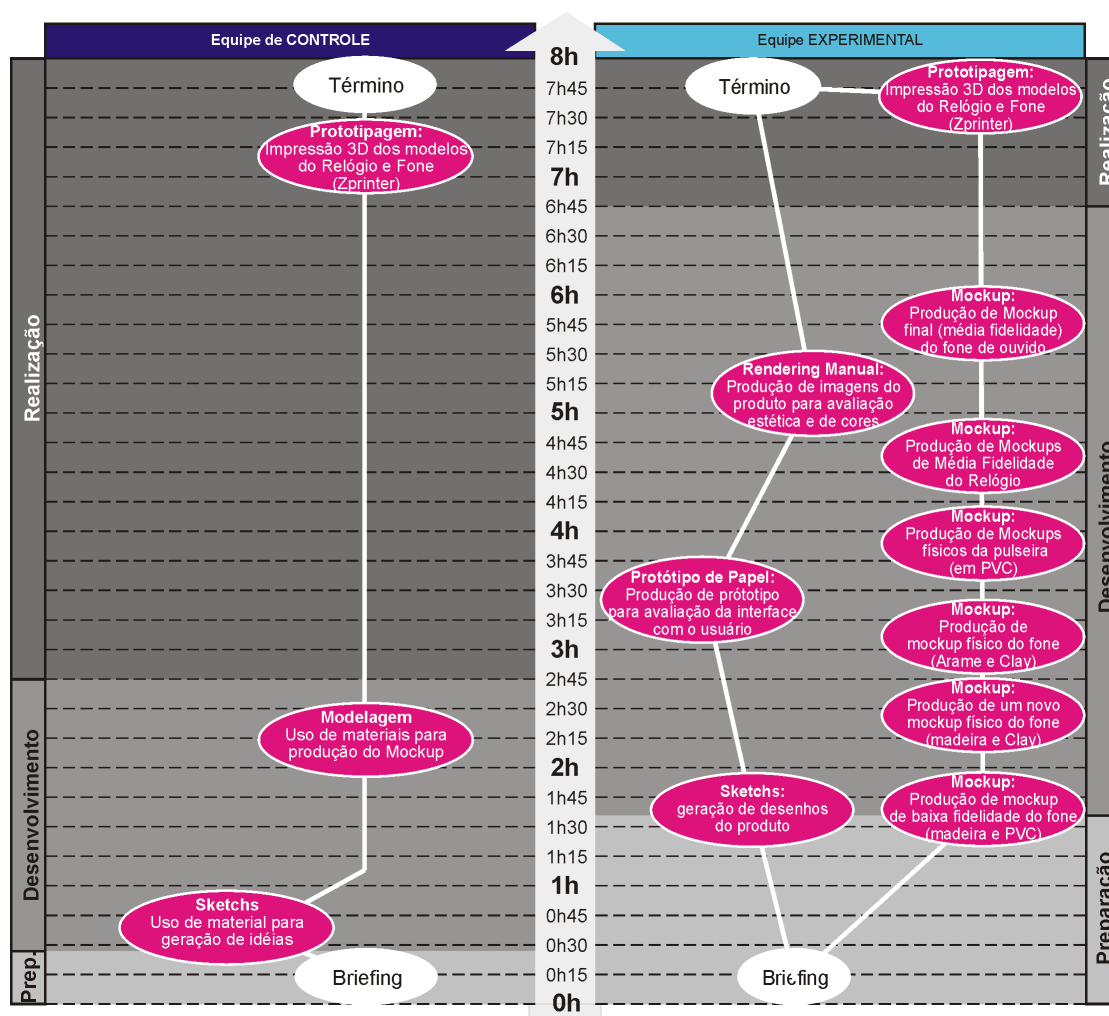 Equipe de CONTROLE
Equipe EXPERIMENTAL
8h
7h45
7h30
7h15
7h
6h45
6h30
6h15
6h
5h45
5h30
5h15
5h
4h45
4h30
4h15
4h
3h45
3h30
3h15
3h
2h45
2h30
2h15
2h
1h45
1h30
1h15
1h
0h45
0h30
0h15
0h
Realização
Desenvolvimento
Prep.
Término
Prototipagem:
Impressão 3D dos modelos
do Relógio e Fone
(Zprinter)
Modelagem
Uso de materiais para
produção do Mockup
Sketchs
Uso de material para
geração de idéias
Briefing
Término
Prototipagem:
Impressão 3D dos modelos
do Relógio e Fone
(Zprinter)
Mockup:
Produção de Mockup
final (média fidelidade)
do fone de ouvido
Rendering Manual:
Produção de imagens do
produto para avaliação
estética e de cores
Mockup:
Produção de Mockups
de Média Fidelidade
do Relógio
Mockup:
Produção de Mockups
físicos da pulseira
(em PVC)
Protótipo de Papel:
Produção de prótotipo
para avaliação da interface
com o usuário
Mockup:
Produção de
mockup físico do fone
(Arame e Clay)
Mockup:
Produção de um novo
mockup físico do fone
(madeira e Clay)
Sketchs:
geração de desenhos
do produto
Mockup:
Produção de mockup
de baixa fidelidade do fone
(madeira e PVC)
Briefing
Realização
Desenvolvimento
Preparação